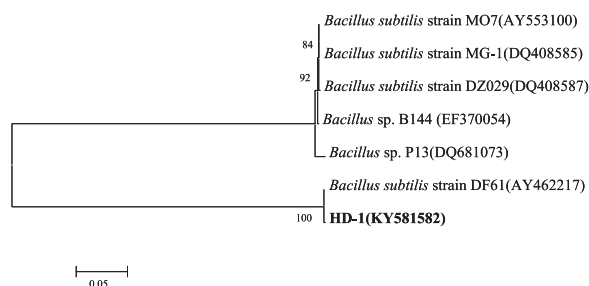 Bacillus subtilis strain MO7(AY553100)
84
Bacillus subtilis strain MG-1(DQ408585)
92
Bacillus subtilis strain DZ029(DQ408587)
Bacillus sp. B144 (EF370054)
Bacillus sp. P13(DQ681073)
Bacillus subtilis strain DF61(AY462217)
100
HD-1(KY581582)
0.05